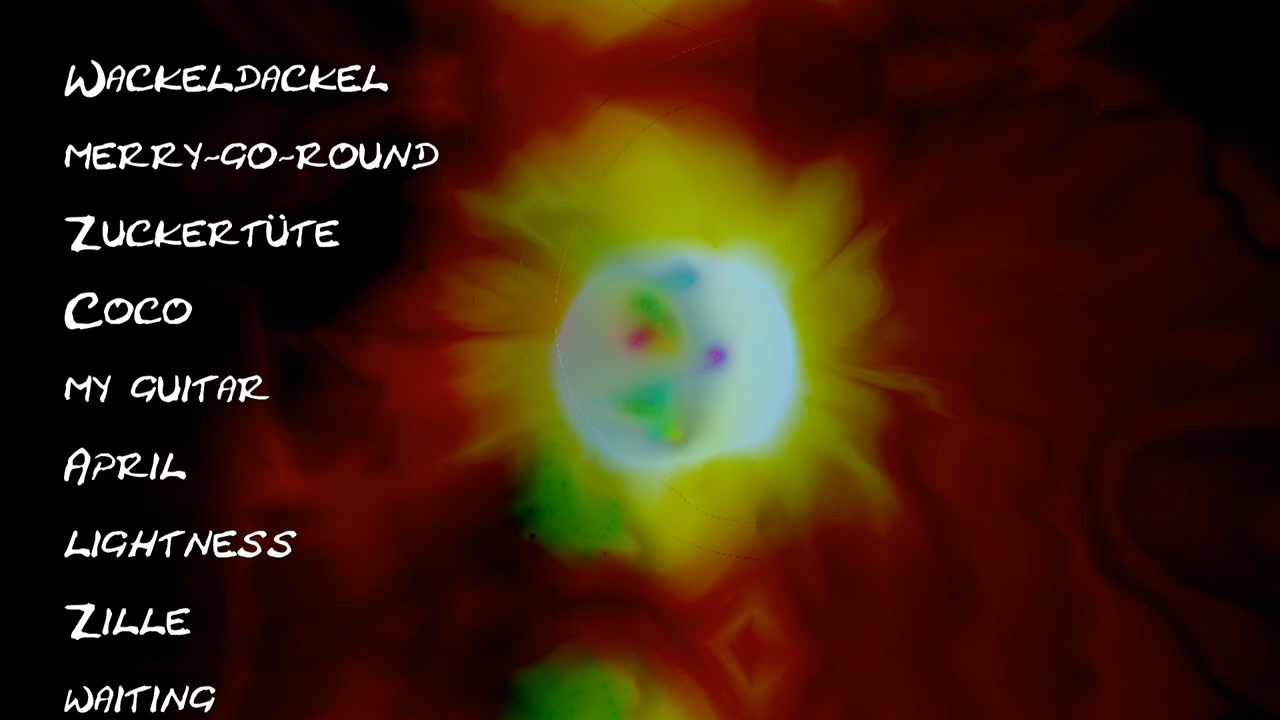 Wackeldackel
merry-go-round
Zuckertüte
Coco
my guitar
April
lightness
Zille
waiting